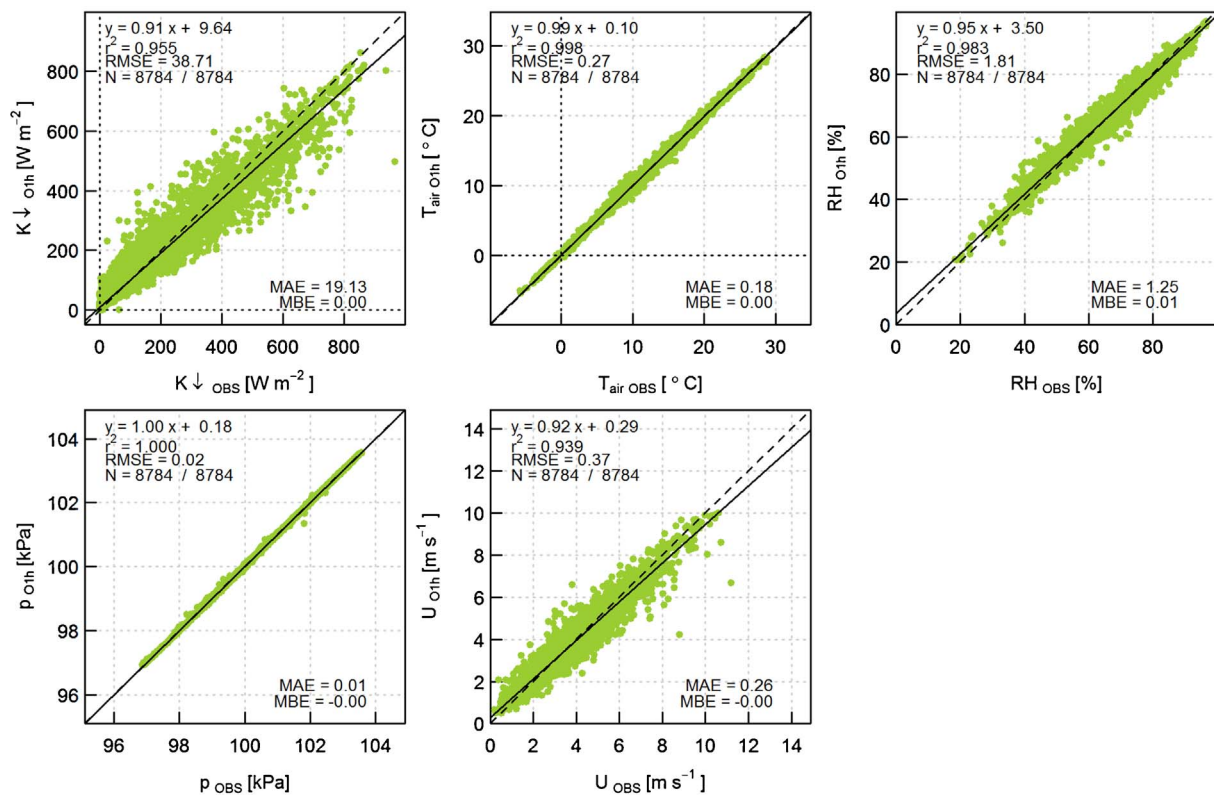 y = 0.91 x + 9.64
r² = 0.955
RMSE = 38.71
N = 8784 / 8784
MAE = 19.13
MBE = 0.00
800
600
400
200
0
0 200 400 600 800
K↓ O1h [W m⁻²]
K↓ OBS [W m⁻²]
y = 0.99 x + 0.10
r² = 0.998
RMSE = 0.27
N = 8784 / 8784
MAE = 0.18
MBE = 0.00
30
20
10
0
0 10 20 30
Tair O1h [°C]
Tair OBS [°C]
y = 0.95 x + 3.50
r² = 0.983
RMSE = 1.81
N = 8784 / 8784
MAE = 1.25
MBE = 0.01
80
60
40
20
0
0 20 40 60 80
RH O1h [%]
RH OBS [%]
y = 1.00 x + 0.18
r² = 1.000
RMSE = 0.02
N = 8784 / 8784
MAE = 0.01
MBE = -0.00
104
102
100
98
96
96 98 100 102 104
p O1h [kPa]
p OBS [kPa]
y = 0.92 x + 0.29
r² = 0.939
RMSE = 0.37
N = 8784 / 8784
MAE = 0.26
MBE = -0.00
14
12
10
8
6
4
2
0
0 2 4 6 8 10 12 14
U O1h [m s⁻¹]
U OBS [m s⁻¹]